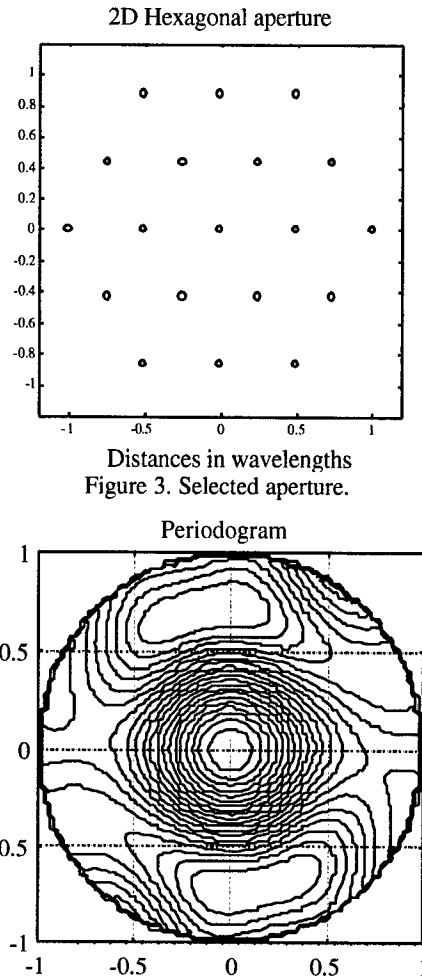 2D Hexagonal aperture
1
0.8
0.6
0.4
0.2
0
-0.2
-0.4
-0.6
-0.8
-1
-1 -0.5 0 0.5 1
Distances in wavelengths
Figure 3. Selected aperture.
Periodogram
1
0.5
0
0.5
-1
-1 -0.5 0 0.5